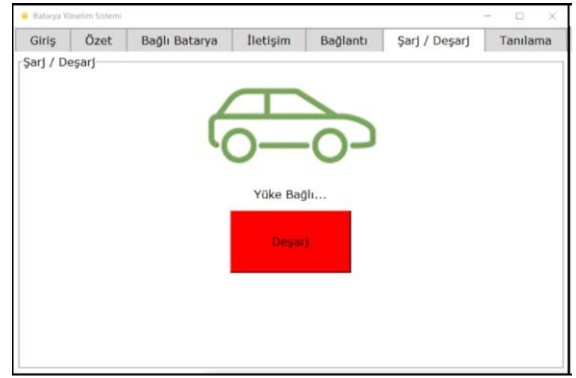 Batarya Yönetim Sistemi
Giriş Özet Bağlı Batarya İletişim Bağlantı Şarj / Deşarj Tanılama
Şarj / Deşarj
Yüke Bağlı...
Deşarj